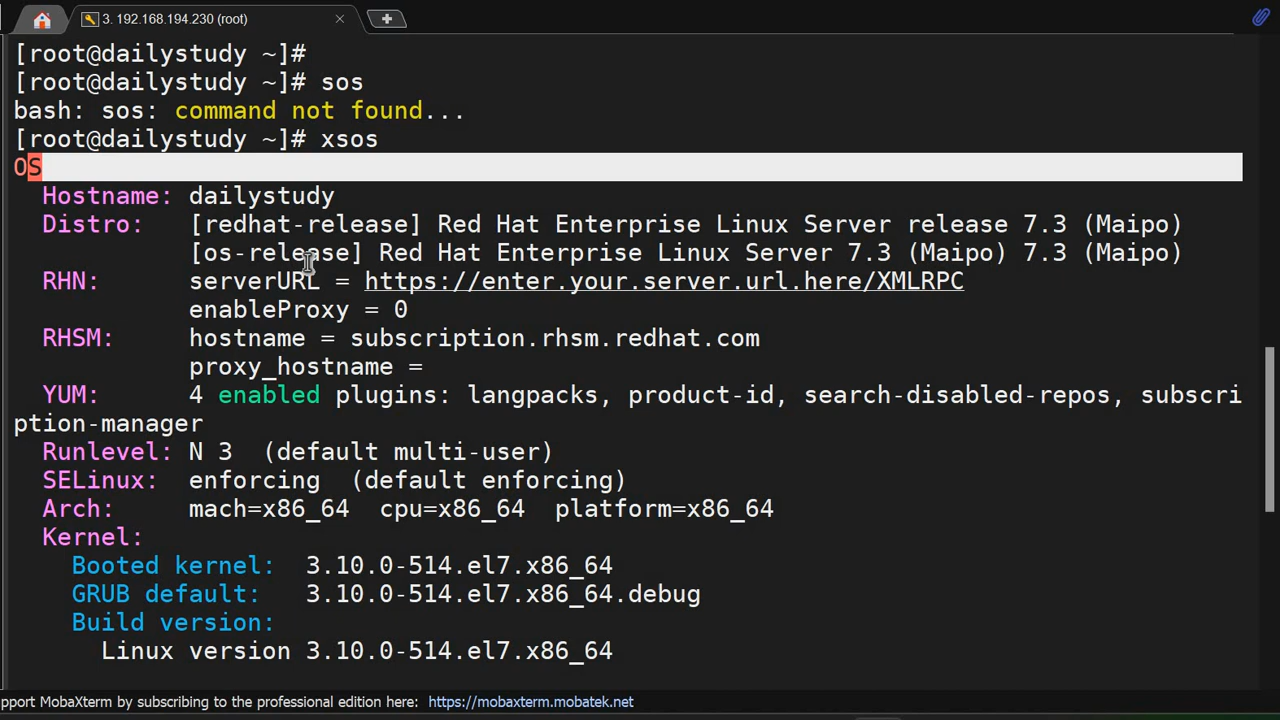 3. 192.168.194.230 (root)
[root@dailystudy ~]#
[root@dailystudy ~]# sos
bash: sos: command not found...
[root@dailystudy ~]# xsos
OS
Hostname: dailystudy
Distro: [redhat-release] Red Hat Enterprise Linux Server release 7.3 (Maipo)
[os-release] Red Hat Enterprise Linux Server 7.3 (Maipo) 7.3 (Maipo)
RHN: serverURL = https://enter.your.server.url.here/XMLRPC
enableProxy = 0
RHSM: hostname = subscription.rhsm.redhat.com
proxy_hostname =
YUM: 4 enabled plugins: langpacks, product-id, search-disabled-repos, subscri
ption-manager
Runlevel: N 3 (default multi-user)
SELinux: enforcing (default enforcing)
Arch: mach=x86_64 cpu=x86_64 platform=x86_64
Kernel:
Booted kernel: 3.10.0-514.el7.x86_64
GRUB default: 3.10.0-514.el7.x86_64.debug
Build version:
Linux version 3.10.0-514.el7.x86_64
pport MobaXterm by subscribing to the professional edition here: https://mobaxterm.mobatek.net